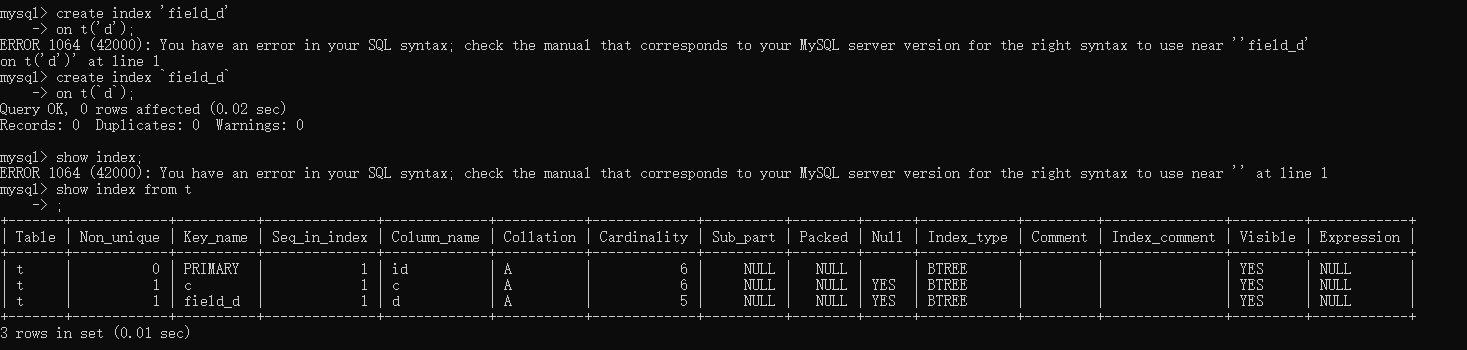 mysql> create index 'field_d'
    -> on t('d');
ERROR 1064 (42000): You have an error in your SQL syntax; check the manual that corresponds to your MySQL server version for the right syntax to use near ''field_d'
on t('d')' at line 1
mysql> create index `field_d`
    -> on t(`d`);
Query OK, 0 rows affected (0.02 sec)
Records: 0  Duplicates: 0  Warnings: 0

mysql> show index;
ERROR 1064 (42000): You have an error in your SQL syntax; check the manual that corresponds to your MySQL server version for the right syntax to use near '' at line 1
mysql> show index from t
    -> ;
+-------+------------+----------+--------------+-------------+-----------+-------------+----------+--------+------+------------+---------+---------------+---------+------------+
| Table | Non_unique | Key_name | Seq_in_index | Column_name | Collation | Cardinality | Sub_part | Packed | Null | Index_type | Comment | Index_comment | Visible | Expression |
+-------+------------+----------+--------------+-------------+-----------+-------------+----------+--------+------+------------+---------+---------------+---------+------------+
| t     |          0 | PRIMARY  |            1 | id          | A         |           6 |     NULL |   NULL |      | BTREE      |         |               | YES     | NULL       |
| t     |          1 | c        |            1 | c           | A         |           6 |     NULL |   NULL | YES  | BTREE      |         |               | YES     | NULL       |
| t     |          1 | field_d  |            1 | d           | A         |           5 |     NULL |   NULL | YES  | BTREE      |         |               | YES     | NULL       |
+-------+------------+----------+--------------+-------------+-----------+-------------+----------+--------+------+------------+---------+---------------+---------+------------+
3 rows in set (0.01 sec)